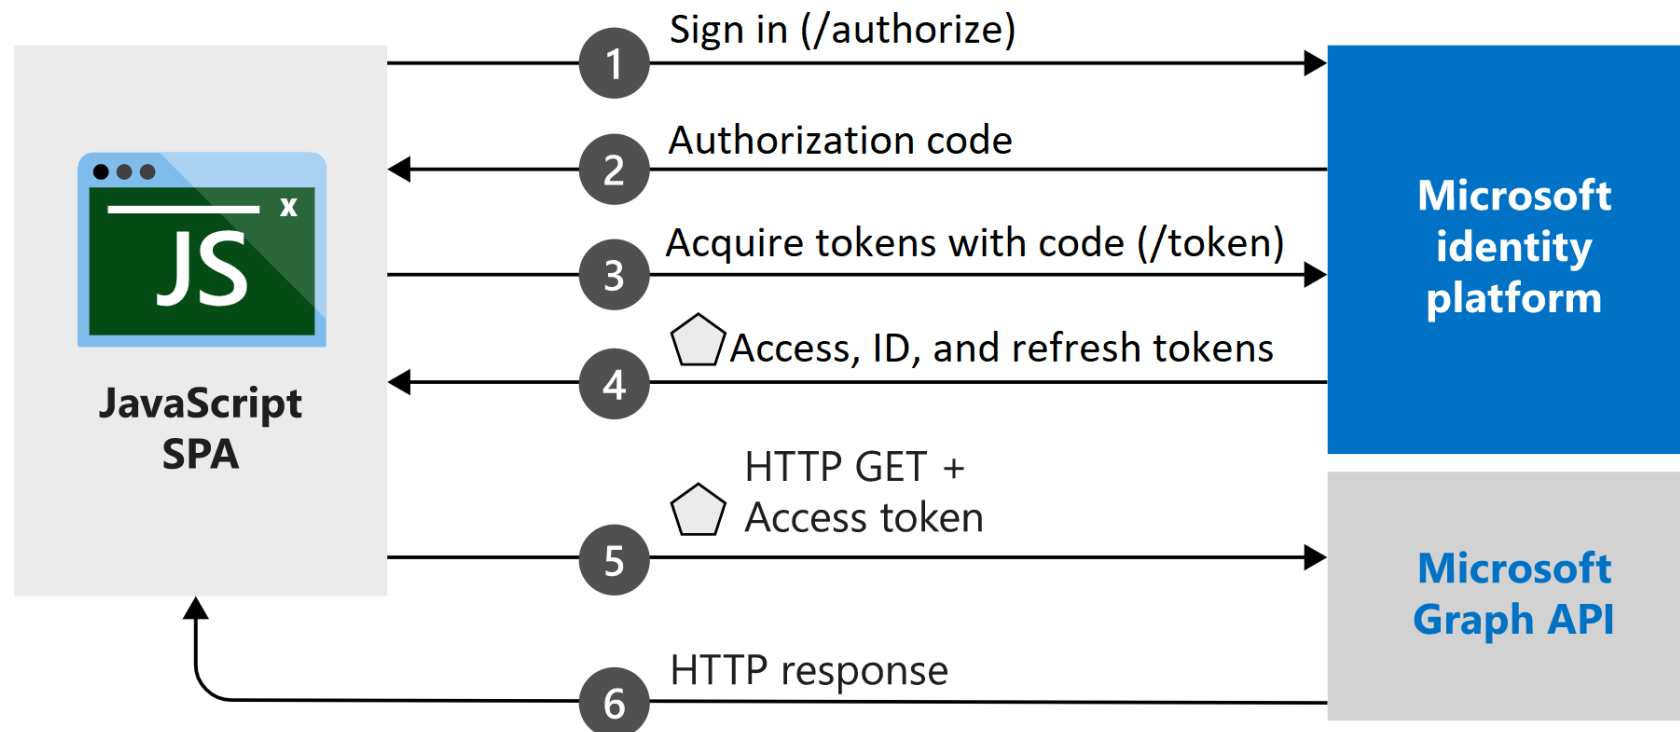 Sign in (/authorize)
1
Authorization code
2
Acquire tokens with code (/token)
3
Access, ID, and refresh tokens
4
HTTP GET +
Access token
5
HTTP response
6
X
JS
JavaScript
SPA
Microsoft
identity
platform
Microsoft
Graph API